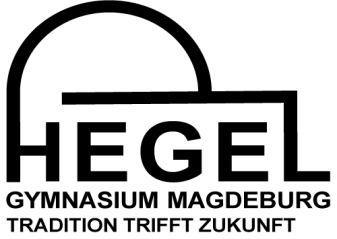 HEGEL
GYMNASIUM MAGDEBURG
TRADITION TRIFFT ZUKUNFT